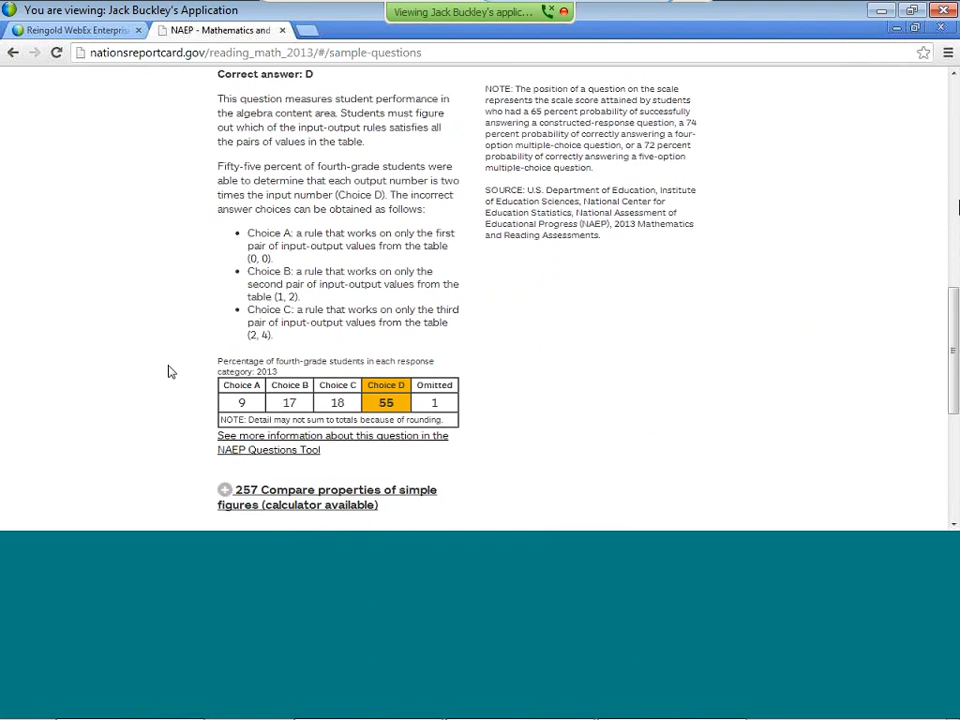 You are viewing: Jack Buckley's Application
Viewing Jack Buckley's applic...
Reingold WebEx Enterpris
NAEP - Mathematics and
nationsreportcard.gov/reading_math_2013/#/sample-questions
Correct answer: D
This question measures student performance in
the algebra content area. Students must figure
out which of the input-output rules satisfies all
the pairs of values in the table.
Fifty-five percent of fourth-grade students were
able to determine that each output number is two
times the input number (Choice D). The incorrect
answer choices can be obtained as follows:
• Choice A: a rule that works on only the first
pair of input-output values from the table
(0, 0).
• Choice B: a rule that works on only the
second pair of input-output values from the
table (1, 2).
• Choice C: a rule that works on only the third
pair of input-output values from the table
(2, 4).
Percentage of fourth-grade students in each response
category: 2013
Choice A Choice B Choice C Choice D Omitted
9 17 18 55 1
NOTE: Detail may not sum to totals because of rounding.
See more information about this question in the
NAEP Questions Tool
257 Compare properties of simple
figures (calculator available)
NOTE: The position of a question on the scale
represents the scale score attained by students
who had a 65 percent probability of successfully
answering a constructed-response question, a 74
percent probability of correctly answering a four-
option multiple-choice question, or a 72 percent
probability of correctly answering a five-option
multiple-choice question.
SOURCE: U.S. Department of Education, Institute
of Education Sciences, National Center for
Education Statistics, National Assessment of
Educational Progress (NAEP), 2013 Mathematics
and Reading Assessments.